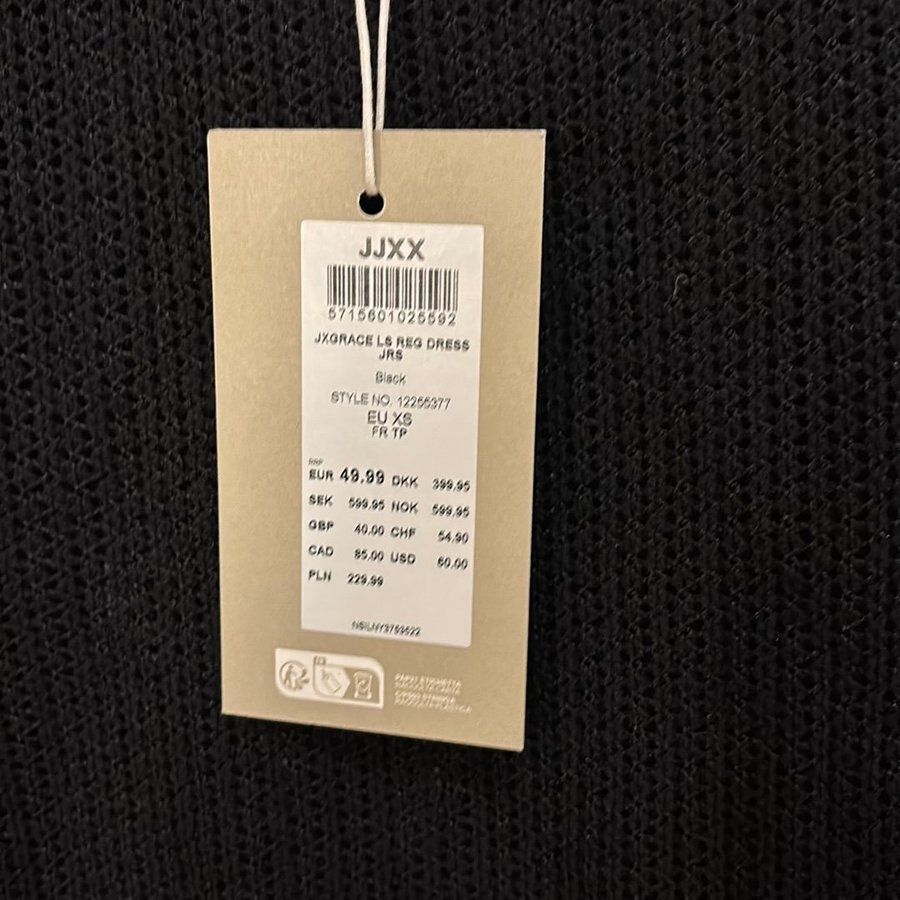 JJXX
5715601025592
JXGRACE LS REG DRESS
JRS
Black
STYLE NO. 12255377
EU XS
FR TP
RRP
EUR 49.99 DKK 399.95
SEK 599.95 NOK 599.95
GBP 40.00 CHF 54.90
CAD 85.00 USD 60.00
PLN 229.99
NSILNY3753522